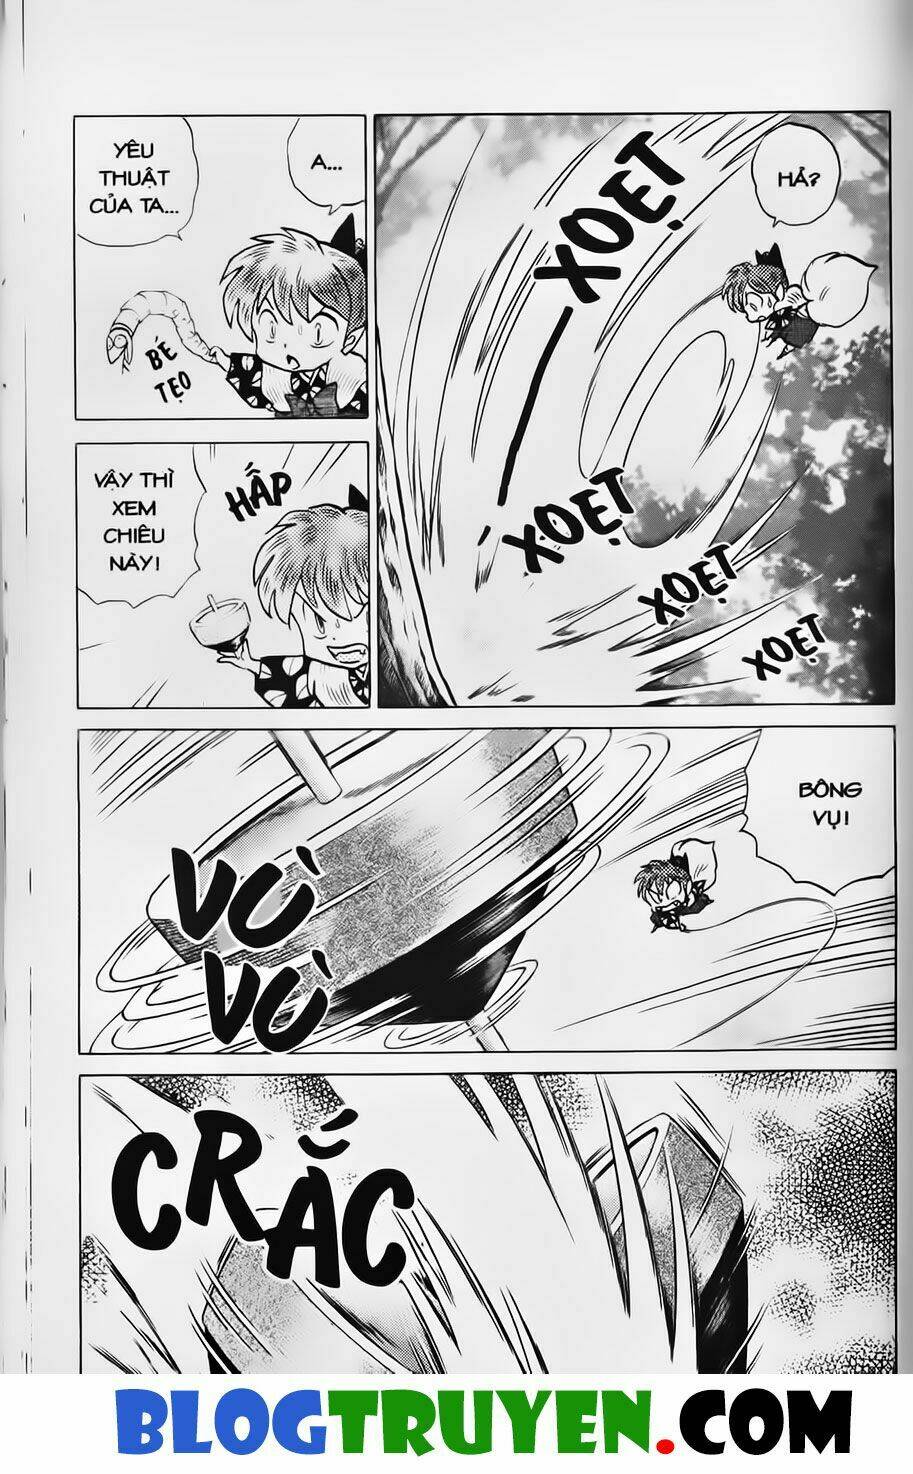 HẢ?
XOẸT
XOẸT
XOẸT
XOẸT
A...
YÊU
THUẬT
CỦA TA...
BÉ
TẸO
VẬY THÌ
XEM
CHIÊU
NÀY!
HẤP
BÔNG
VỤ!
VÙ
VÙ
CRẮC
BLOGTRUYEN.COM